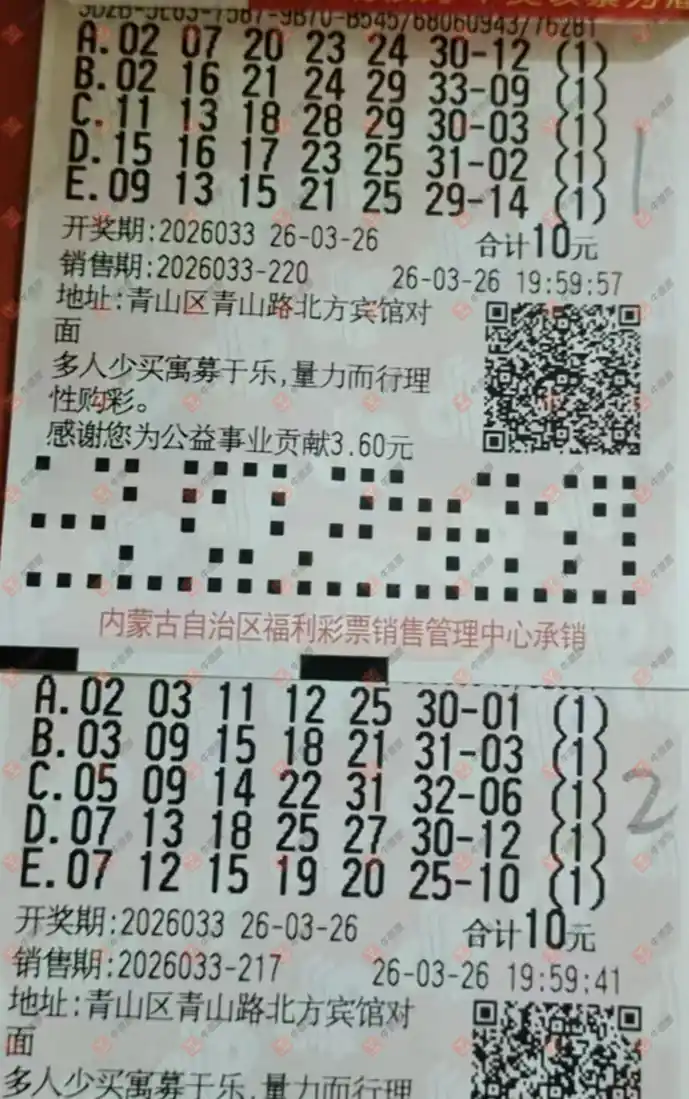 A.02 07 20 23 24 30-12 (1)
B.02 16 21 24 29 33-09 (1)
C.11 13 18 28 29 30-03 (1)
D.15 16 17 23 25 31-02 (1)
E.09 13 15 21 25 29-14 (1)
1
开奖期:2026033 26-03-26 合计10元
销售期:2026033-220 26-03-26 19:59:57
地址:青山区青山路北方宾馆对
面
多人少买寓募于乐,量力而行理
性购彩。
感谢您为公益事业贡献3.60元
内蒙古自治区福利彩票销售管理中心承销
A.02 03 11 12 25 30-01 (1)
B.03 09 15 18 21 31-03 (1)
C.05 09 14 22 31 32-06 (1)
D.07 13 18 25 27 30-12 (1)
E.07 12 15 19 20 25-10 (1)
2
开奖期:2026033 26-03-26 合计10元
销售期:2026033-217 26-03-26 19:59:41
地址:青山区青山路北方宾馆对
面
多人少买寓募于乐,量力而行理